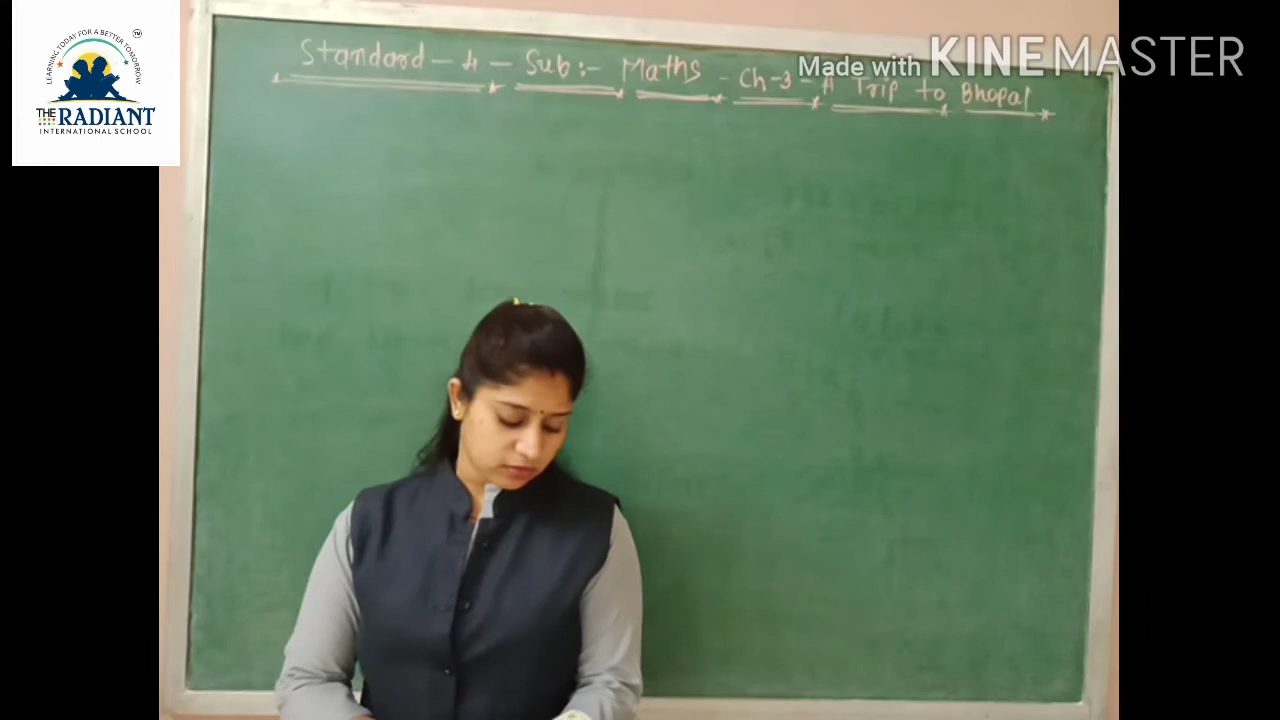 LEARNING TODAY FOR A BETTER TOMORROW
TM
THE RADIANT
INTERNATIONAL SCHOOL
Made with KINEMASTER
Standard - 4 - Sub :- Maths - Ch-3 - A Trip to Bhopal